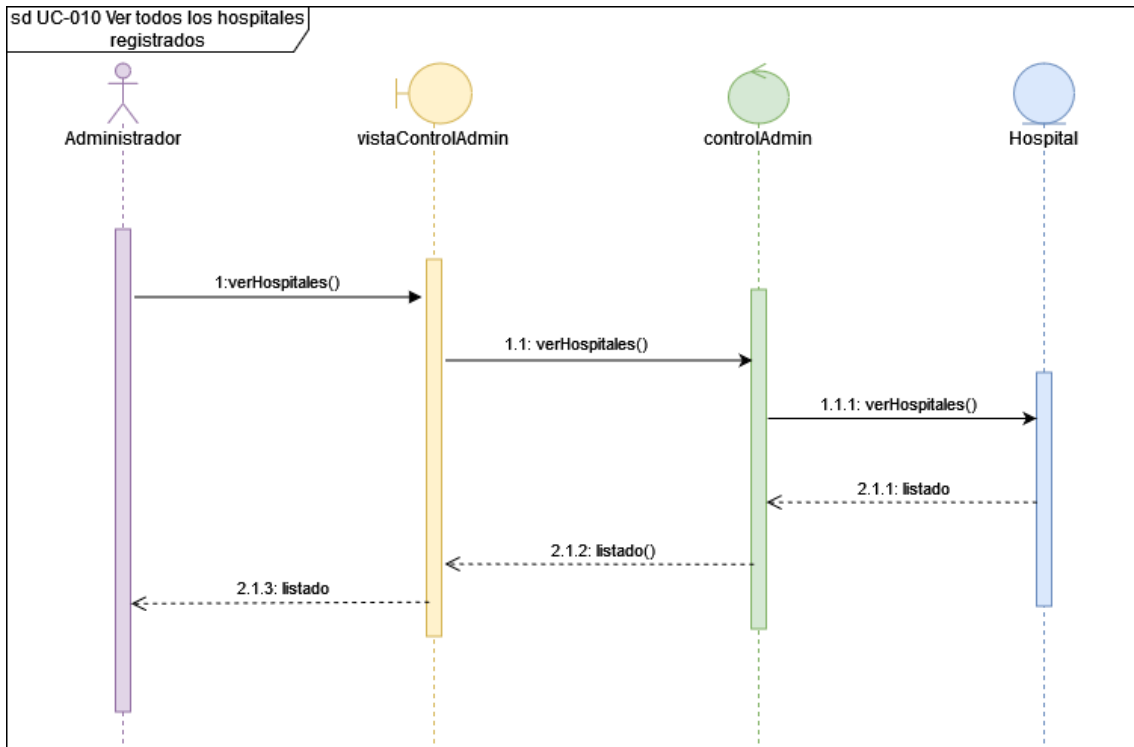 sd UC-010 Ver todos los hospitales
registrados
Administrador
vistaControlAdmin
controlAdmin
Hospital
1:verHospitales()
1.1: verHospitales()
1.1.1: verHospitales()
2.1.1: listado
2.1.2: listado()
2.1.3: listado